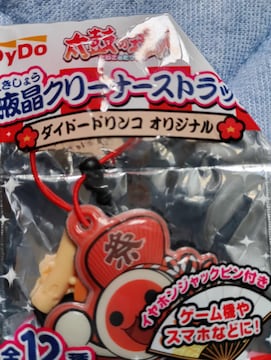 DyDo
太鼓の達人
きしょう
液晶クリーナーストラップ
ダイドードリンコ オリジナル
祭
イヤホンジャックピン付き
ゲーム機や
スマホなどに!
全12種